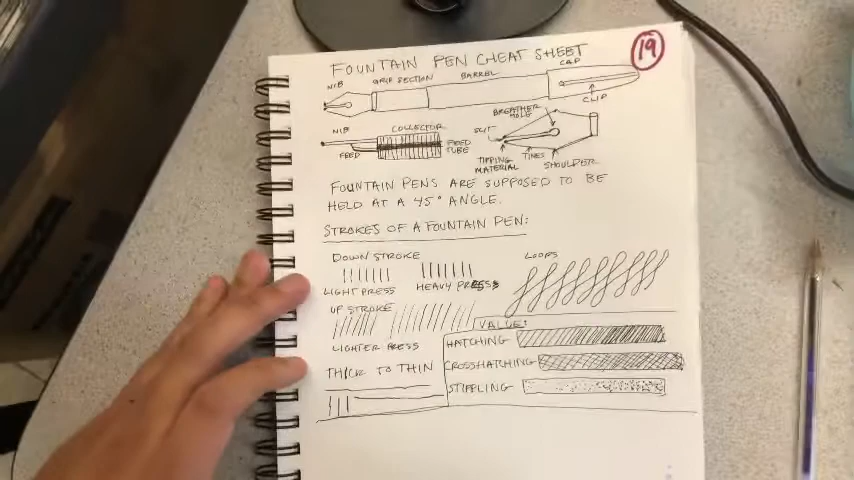 FOUNTAIN PEN CHEAT SHEET
19
NIB GRIP SECTION BARREL CAP
CLIP
NIB COLLECTOR
FEED
FEED TUBE
BREATHER HOLE
SLIT
TIPPING MATERIAL
TINES
SHOULDER
FOUNTAIN PENS ARE SUPPOSED TO BE
HELD AT A 45° ANGLE.
STROKES OF A FOUNTAIN PEN:
DOWN STROKE
LIGHT PRESS HEAVY PRESS
LOOPS
UP STROKE
LIGHTER PRESS
THICK TO THIN
VALUE:
HATCHING
CROSSHATCHING
STIPPLING